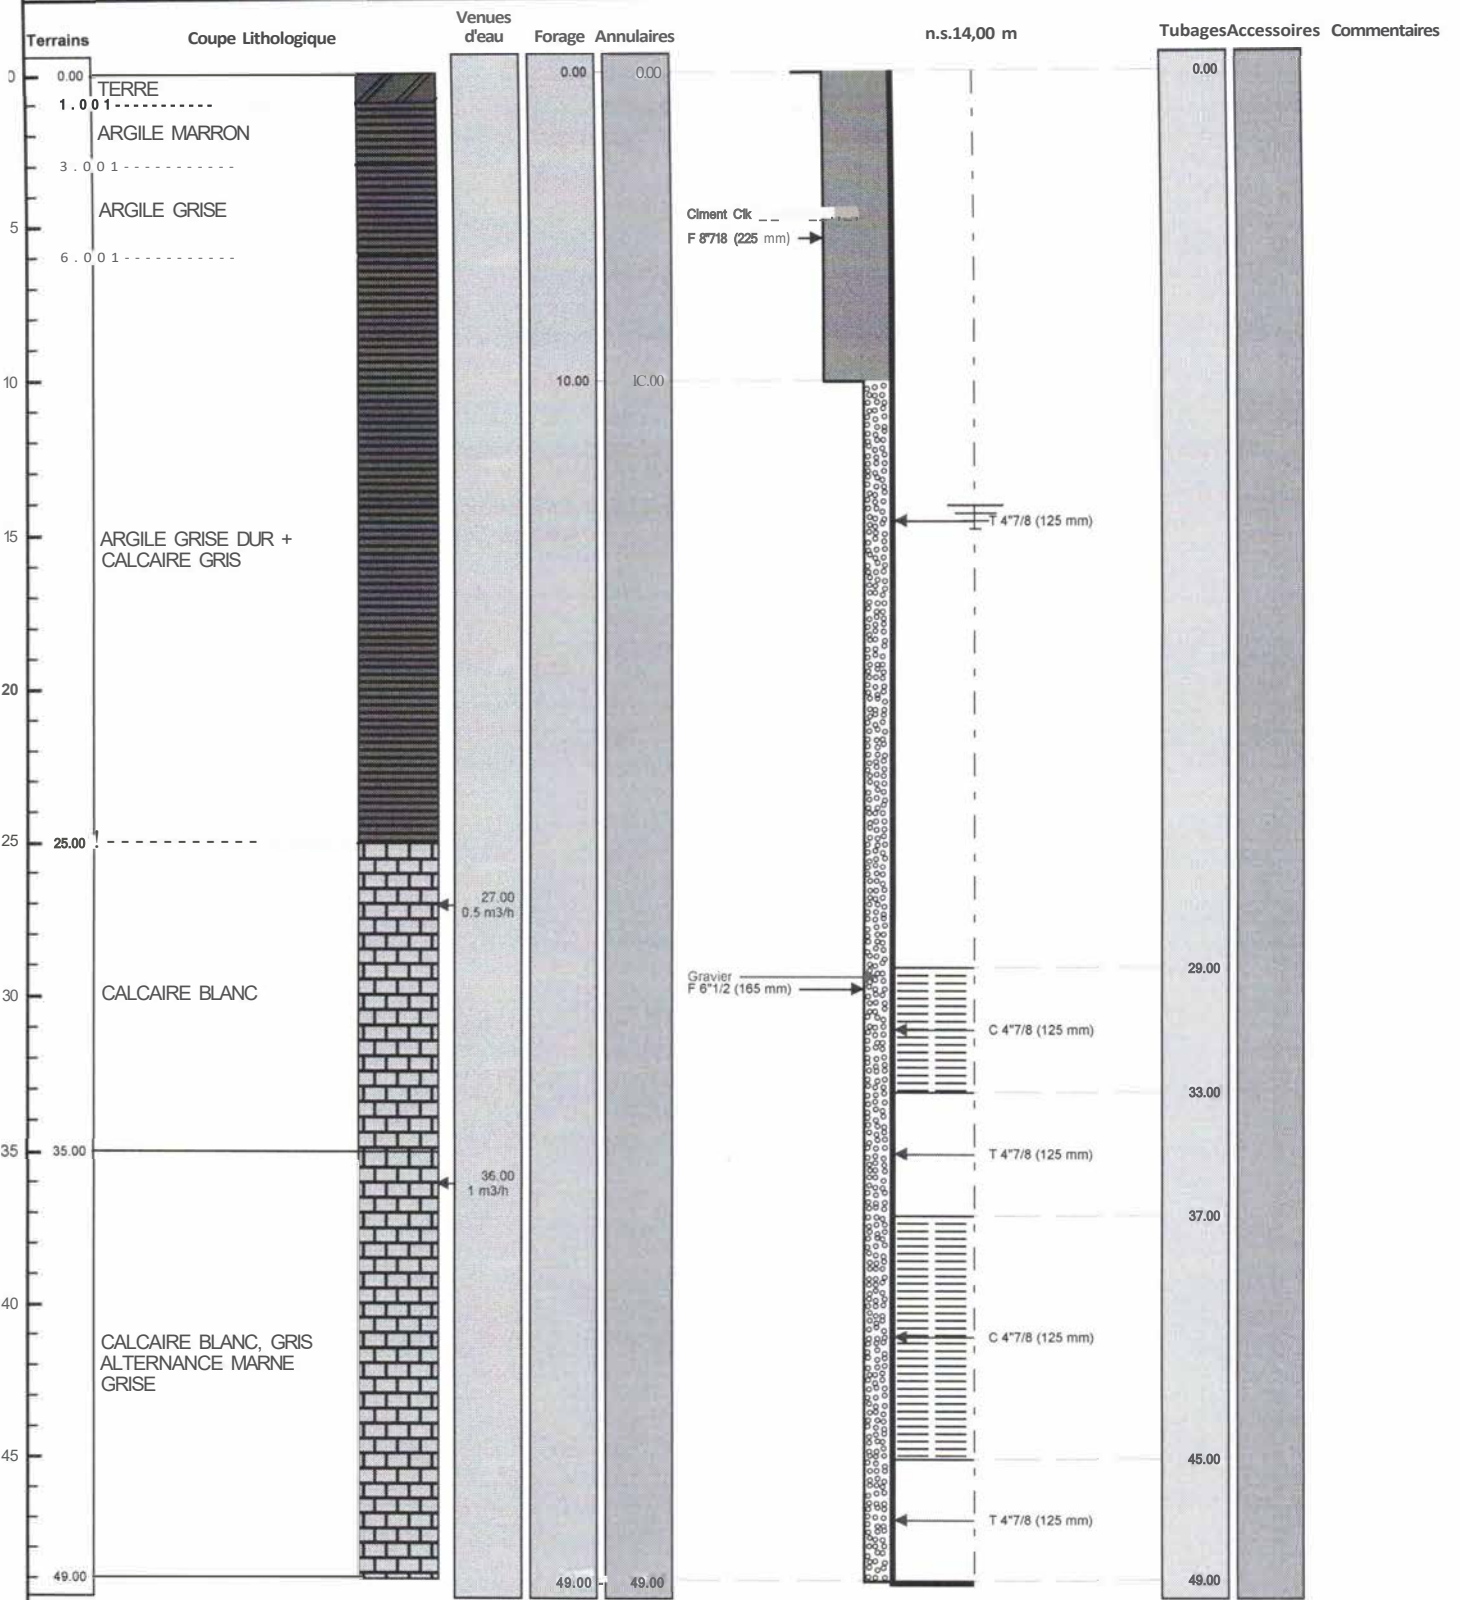 Terrains
Coupe Lithologique
Venues
d'eau
Forage
Annulaires
n.s.14,00 m
Tubages
Accessoires
Commentaires
0
0.00
TERRE
0.00
0.00
0.00
1.001-----------
ARGILE MARRON
3.001-----------
ARGILE GRISE
Ciment Clk
5
F 8"718 (225 mm)
6.001-----------
10
10.00
IC.00
T 4"7/8 (125 mm)
15
ARGILE GRISE DUR +
CALCAIRE GRIS
20
25
25.00
27.00
0.5 m3/h
29.00
Gravier
F 6"1/2 (165 mm)
30
CALCAIRE BLANC
C 4"7/8 (125 mm)
33.00
35
35.00
T 4"7/8 (125 mm)
36.00
1 m3/h
37.00
40
C 4"7/8 (125 mm)
CALCAIRE BLANC, GRIS
ALTERNANCE MARNE
GRISE
45
45.00
T 4"7/8 (125 mm)
49.00
49.00
49.00
49.00